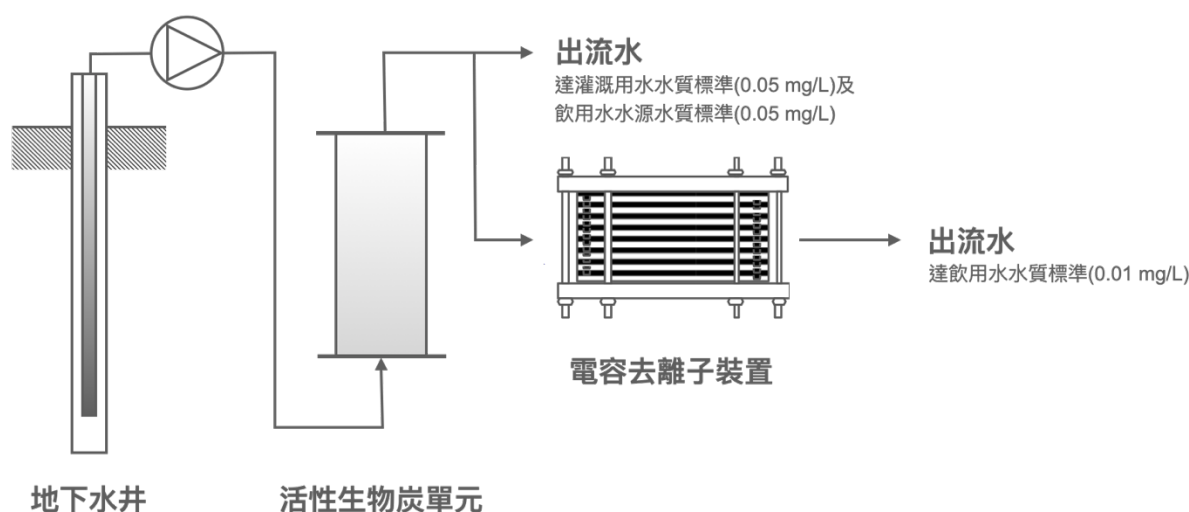 出流水
達灌溉用水水質標準(0.05 mg/L)及
飲用水水源水質標準(0.05 mg/L)
出流水
達飲用水水質標準(0.01 mg/L)
電容去離子裝置
地下水井
活性生物炭單元